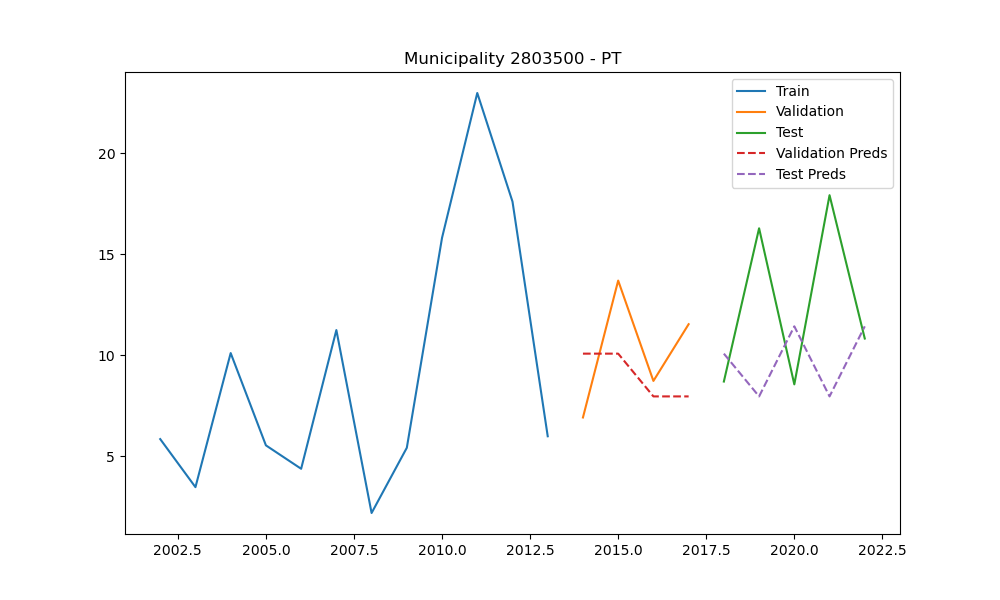 Municipality 2803500 - PT
Train
Validation
Test
Validation Preds
Test Preds
20
15
10
5
2002.5 2005.0 2007.5 2010.0 2012.5 2015.0 2017.5 2020.0 2022.5